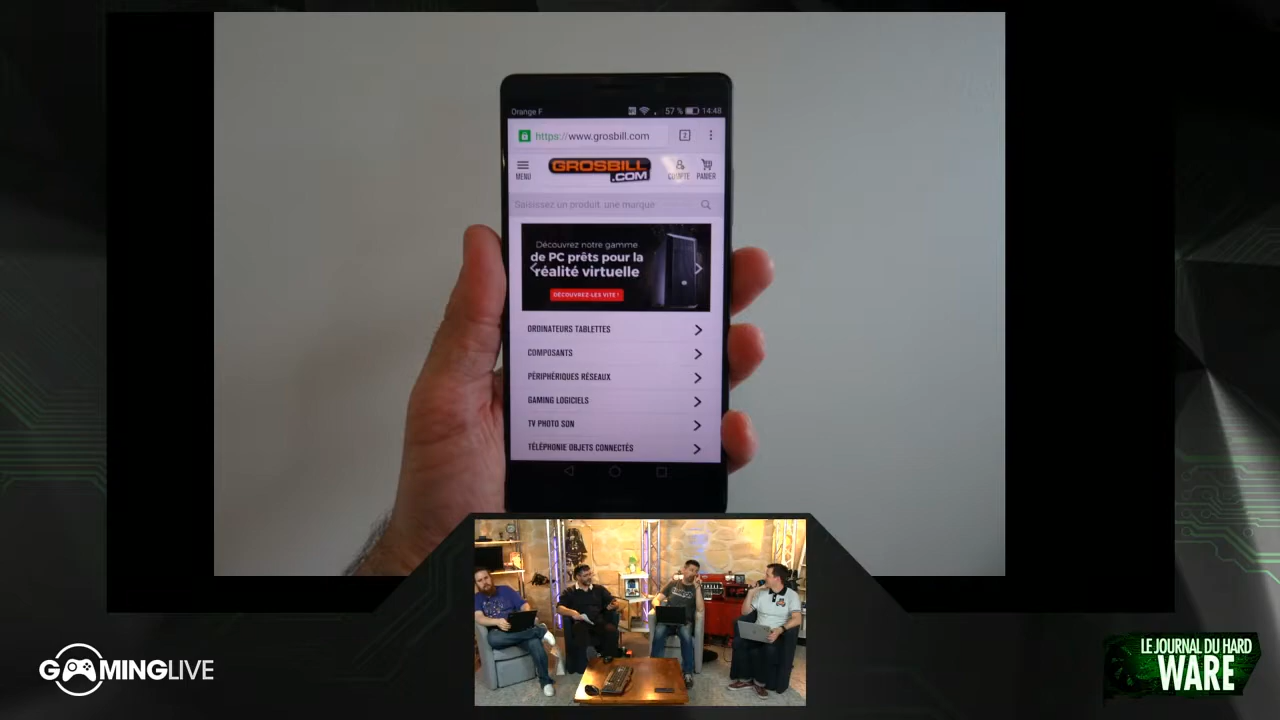 Orange F
57 % 14:48
https://www.grosbill.com
2
MENU
GROSBILL
.COM
COMPTE
PANIER
Saisissez un produit, une marque
Découvrez notre gamme
de PC prêts pour la
réalité virtuelle
DÉCOUVREZ-LES VITE !
ORDINATEURS TABLETTES
COMPOSANTS
PÉRIPHÉRIQUES RÉSEAUX
GAMING LOGICIELS
TV PHOTO SON
TÉLÉPHONIE OBJETS CONNECTÉS
GAMINGLIVE
LE JOURNAL DU HARD
WARE